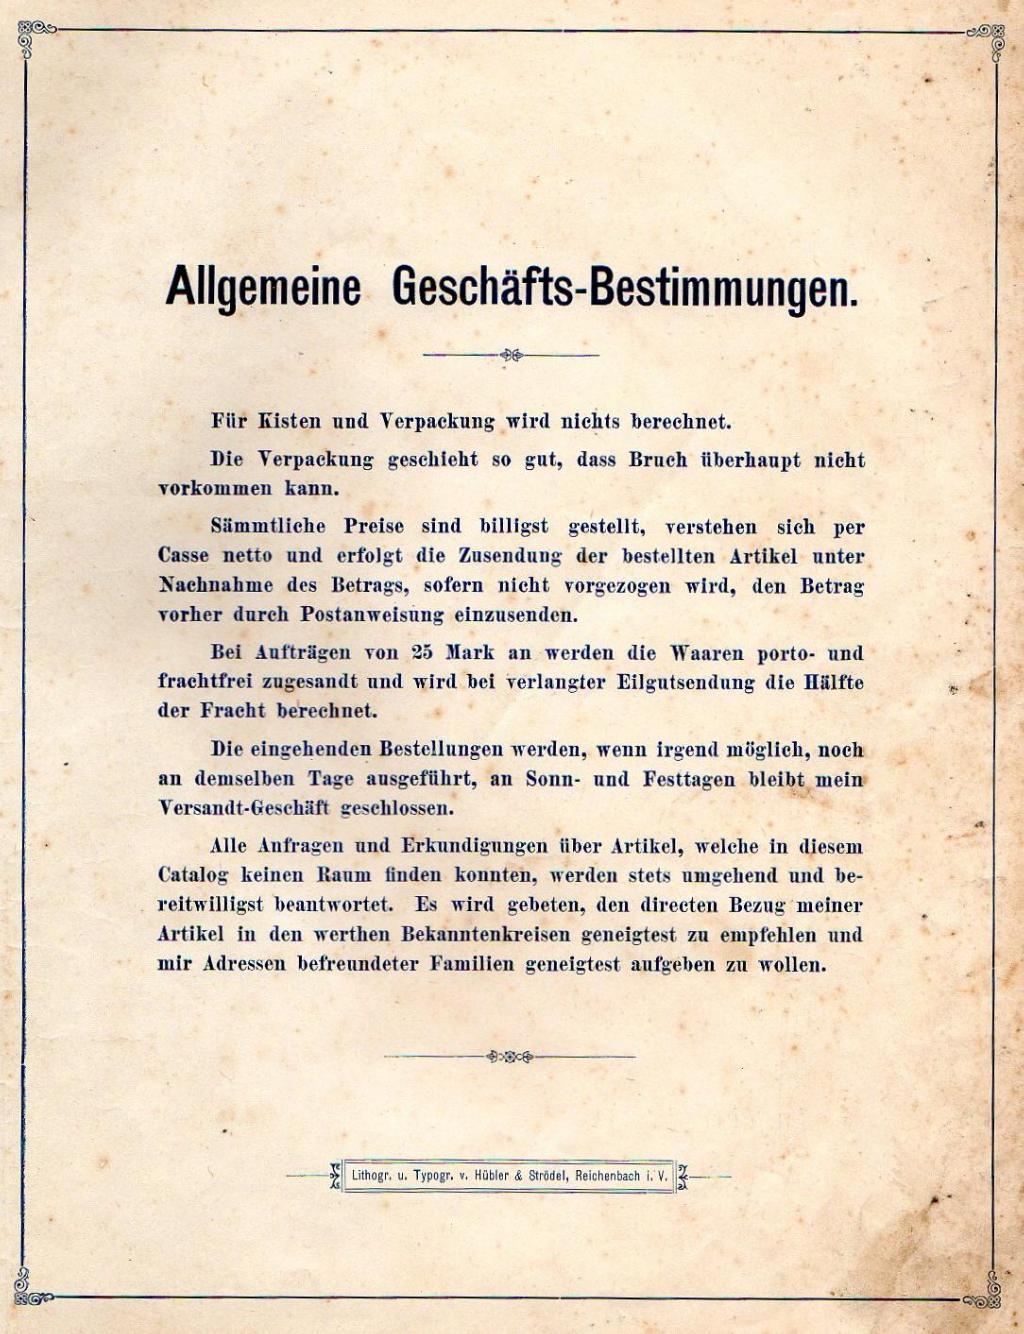 Allgemeine Geschäfts-Bestimmungen.
Für Kisten und Verpackung wird nichts berechnet.
Die Verpackung geschieht so gut, dass Bruch überhaupt nicht
vorkommen kann.
Sämmtliche Preise sind billigst gestellt, verstehen sich per
Casse netto und erfolgt die Zusendung der bestellten Artikel unter
Nachnahme des Betrags, sofern nicht vorgezogen wird, den Betrag
vorher durch Postanweisung einzusenden.
Bei Aufträgen von 25 Mark an werden die Waaren porto- und
frachtfrei zugesandt und wird bei verlangter Eilgutsendung die Hälfte
der Fracht berechnet.
Die eingehenden Bestellungen werden, wenn irgend möglich, noch
an demselben Tage ausgeführt, an Sonn- und Festtagen bleibt mein
Versandt-Geschäft geschlossen.
Alle Anfragen und Erkundigungen über Artikel, welche in diesem
Catalog keinen Raum finden konnten, werden stets umgehend und be-
reitwilligst beantwortet. Es wird gebeten, den directen Bezug meiner
Artikel in den werthen Bekanntenkreisen geneigtest zu empfehlen und
mir Adressen befreundeter Familien geneigtest aufgeben zu wollen.
Lithogr. u. Typogr. v. Hübler & Strödel, Reichenbach i. V.